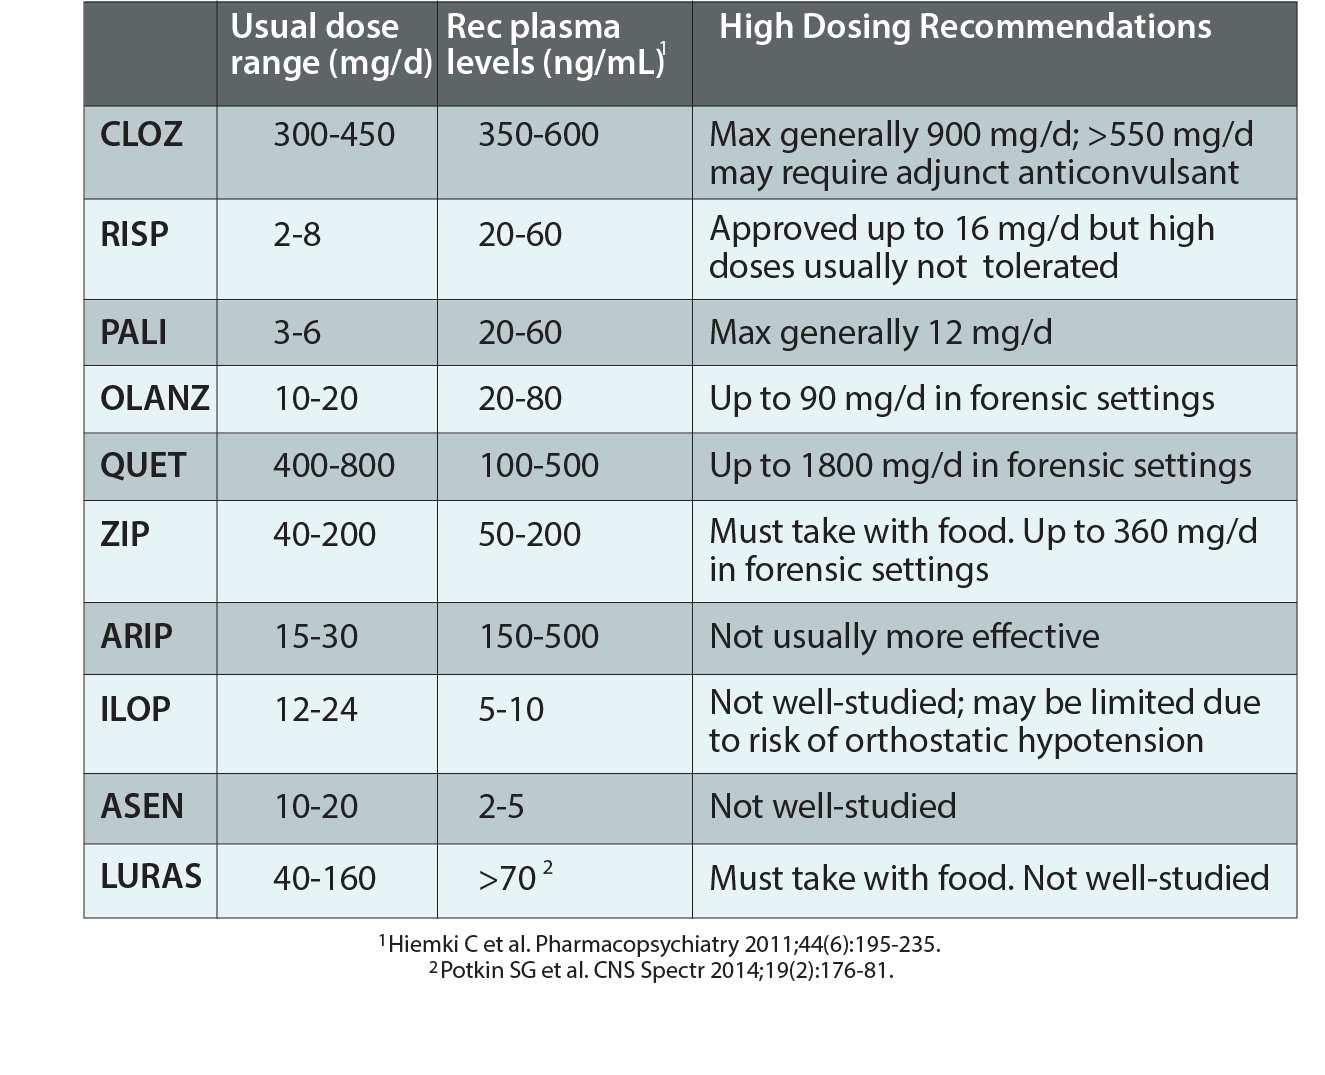 Usual dose range (mg/d) Rec plasma levels (ng/mL)1 High Dosing Recommendations
CLOZ 300-450 350-600 Max generally 900 mg/d; >550 mg/d
may require adjunct anticonvulsant
RISP 2-8 20-60 Approved up to 16 mg/d but high
doses usually not tolerated
PALI 3-6 20-60 Max generally 12 mg/d
OLANZ 10-20 20-80 Up to 90 mg/d in forensic settings
QUET 400-800 100-500 Up to 1800 mg/d in forensic settings
ZIP 40-200 50-200 Must take with food. Up to 360 mg/d
in forensic settings
ARIP 15-30 150-500 Not usually more effective
ILOP 12-24 5-10 Not well-studied; may be limited due
to risk of orthostatic hypotension
ASEN 10-20 2-5 Not well-studied
LURAS 40-160 >70 2 Must take with food. Not well-studied
1Hiemki C et al. Pharmacopsychiatry 2011;44(6):195-235.
2Potkin SG et al. CNS Spectr 2014;19(2):176-81.